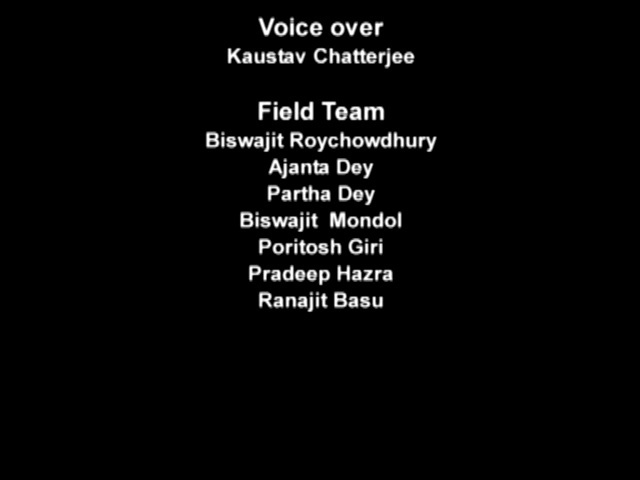 Voice over
Kaustav Chatterjee
Field Team
Biswajit Roychowdhury
Ajanta Dey
Partha Dey
Biswajit Mondol
Poritosh Giri
Pradeep Hazra
Ranajit Basu